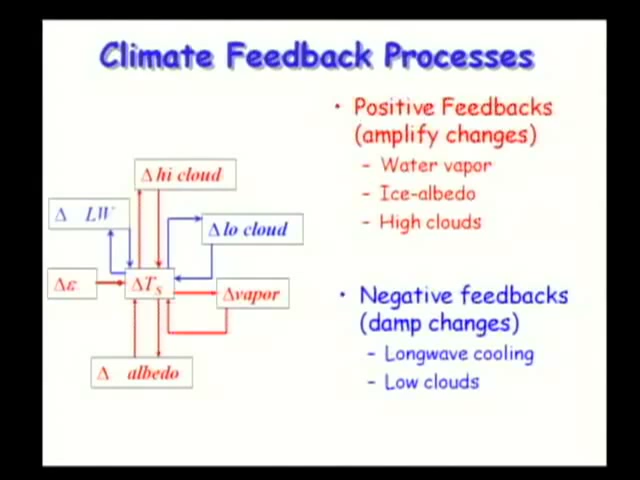 Climate Feedback Processes
• Positive Feedbacks
(amplify changes)
– Water vapor
– Ice-albedo
– High clouds
• Negative feedbacks
(damp changes)
– Longwave cooling
– Low clouds
Δ hi cloud
Δ LW
Δ lo cloud
Δε
ΔTs
Δvapor
Δ albedo